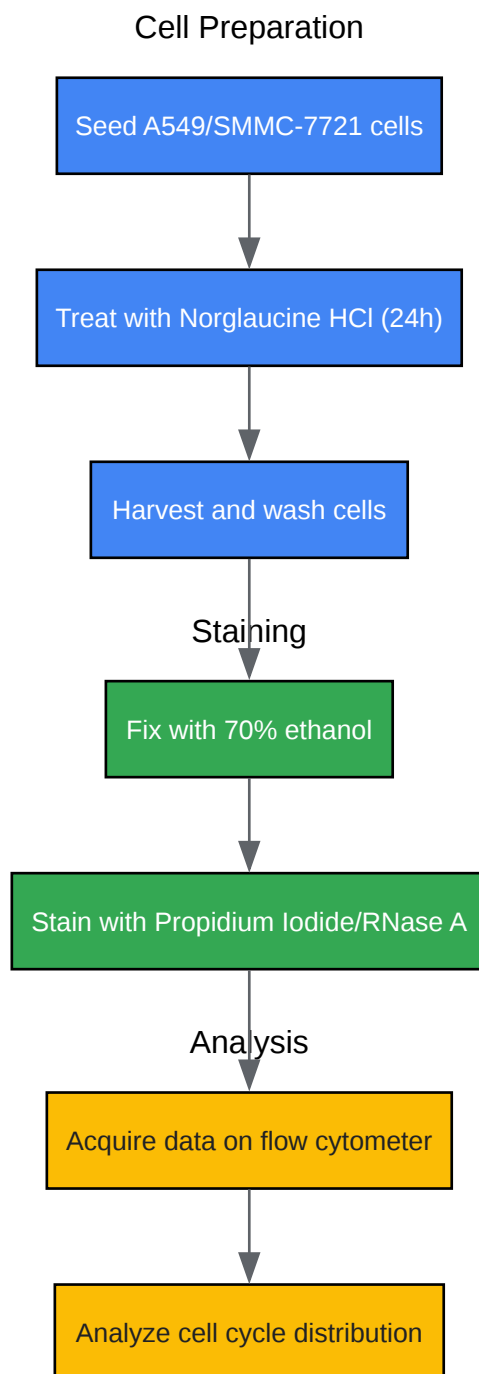 Cell Preparation
Seed A549/SMMC-7721 cells
Treat with Norglaucine HCl (24h)
Harvest and wash cells
Staining
Fix with 70% ethanol
Stain with Propidium Iodide/RNase A
Analysis
Acquire data on flow cytometer
Analyze cell cycle distribution